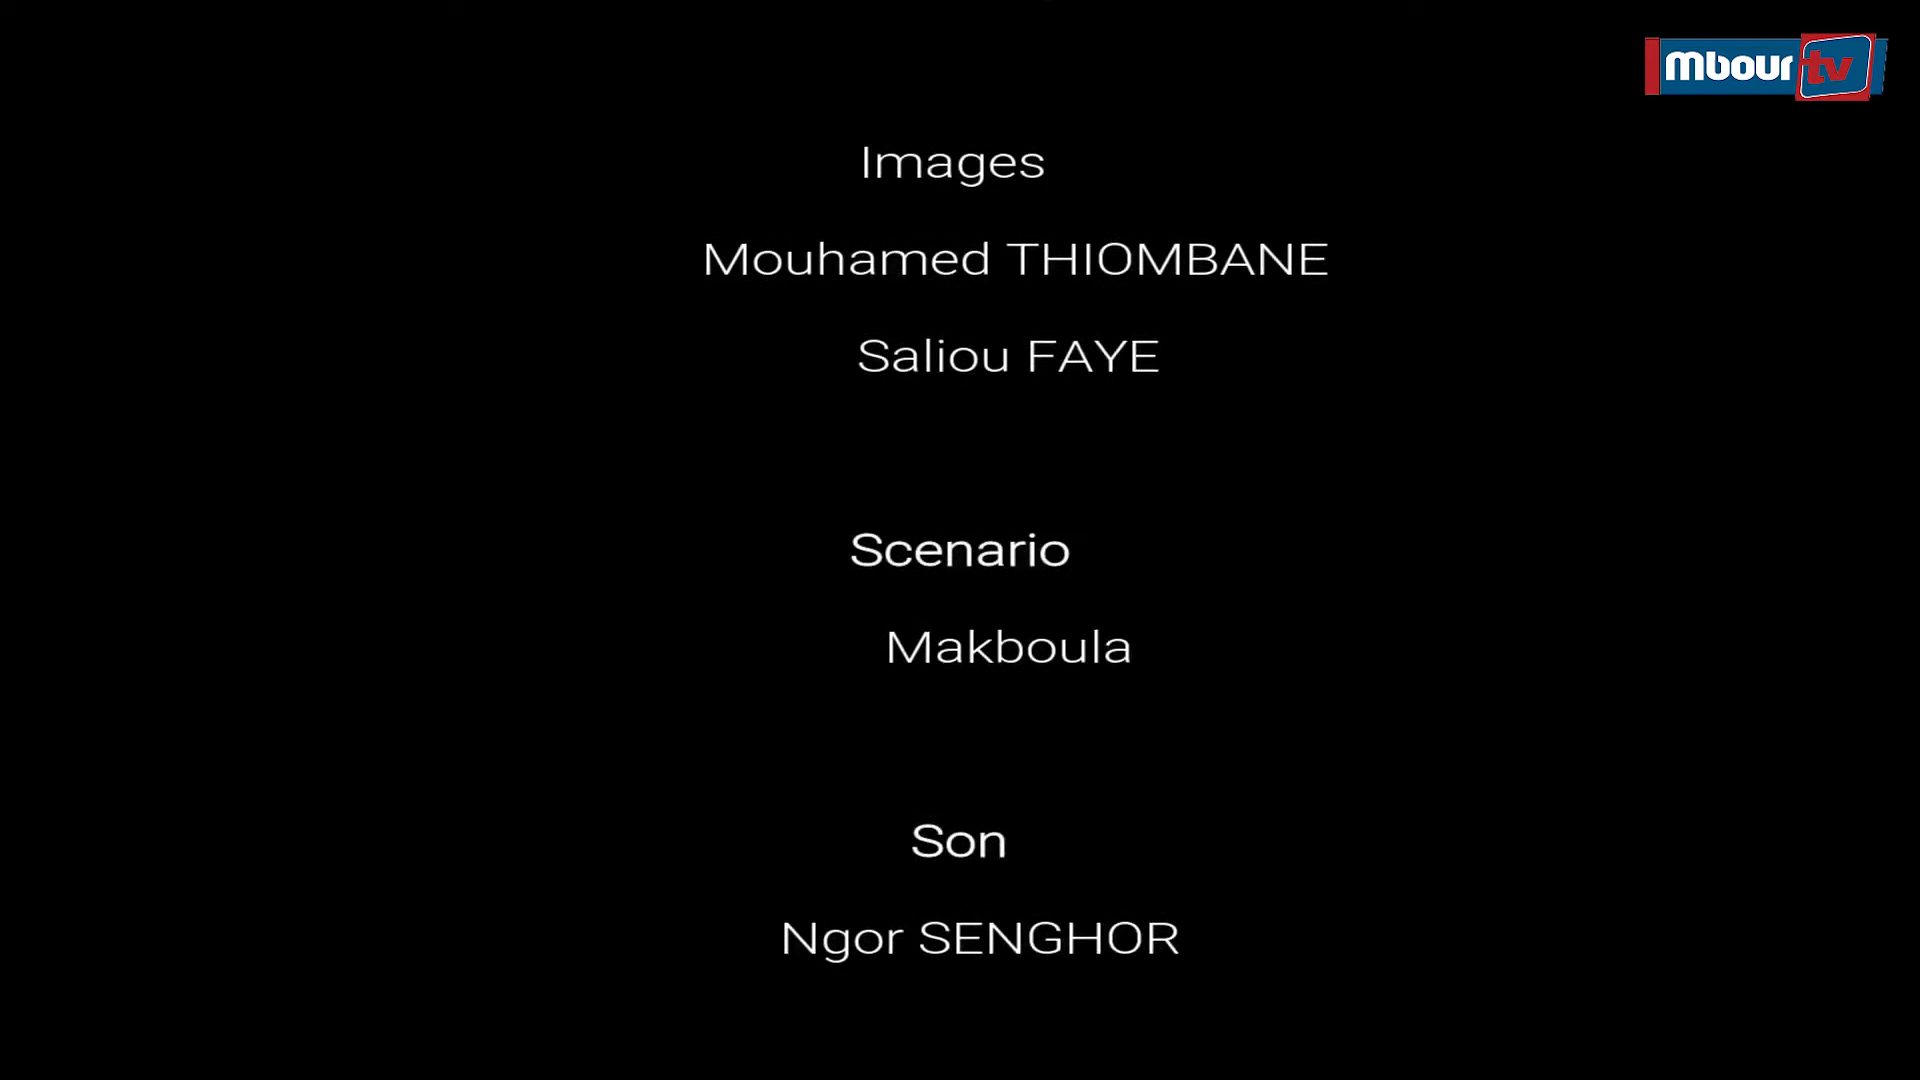 mbour tv
Images
Mouhamed THIOMBANE
Saliou FAYE
Scenario
Makboula
Son
Ngor SENGHOR